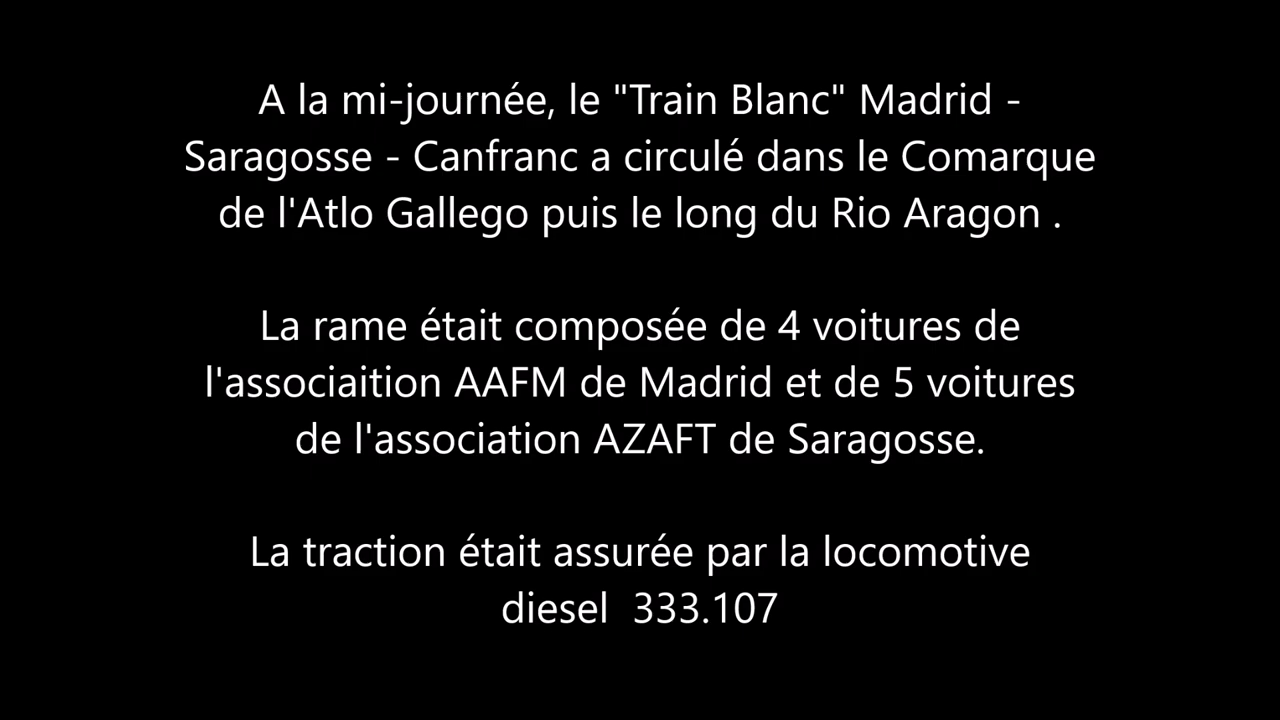 A la mi-journée, le "Train Blanc" Madrid -
Saragosse - Canfranc a circulé dans le Comarque
de l'Atlo Gallego puis le long du Rio Aragon .
La rame était composée de 4 voitures de
l'associaition AAFM de Madrid et de 5 voitures
de l'association AZAFT de Saragosse.
La traction était assurée par la locomotive
diesel  333.107